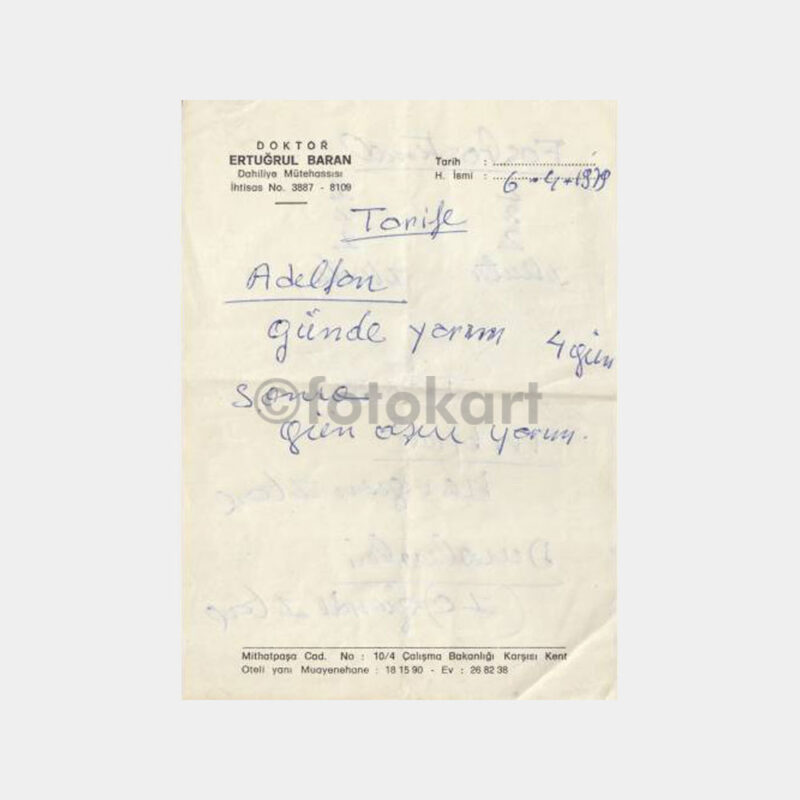 DOKTOR
ERTUĞRUL BARAN
Dahiliye Mütehassısı
İhtisas No. 3887 - 8109
Tarih :
H. İsmi : 6-4-1979
Tarife
Adelfan
günde yarım 4 gün
sonra
gün aşırı yarım.
©fotokart
Mithatpaşa Cad. No : 10/4 Çalışma Bakanlığı Karşısı Kent
Oteli yanı Muayenehane : 18 15 90 - Ev : 26 82 38